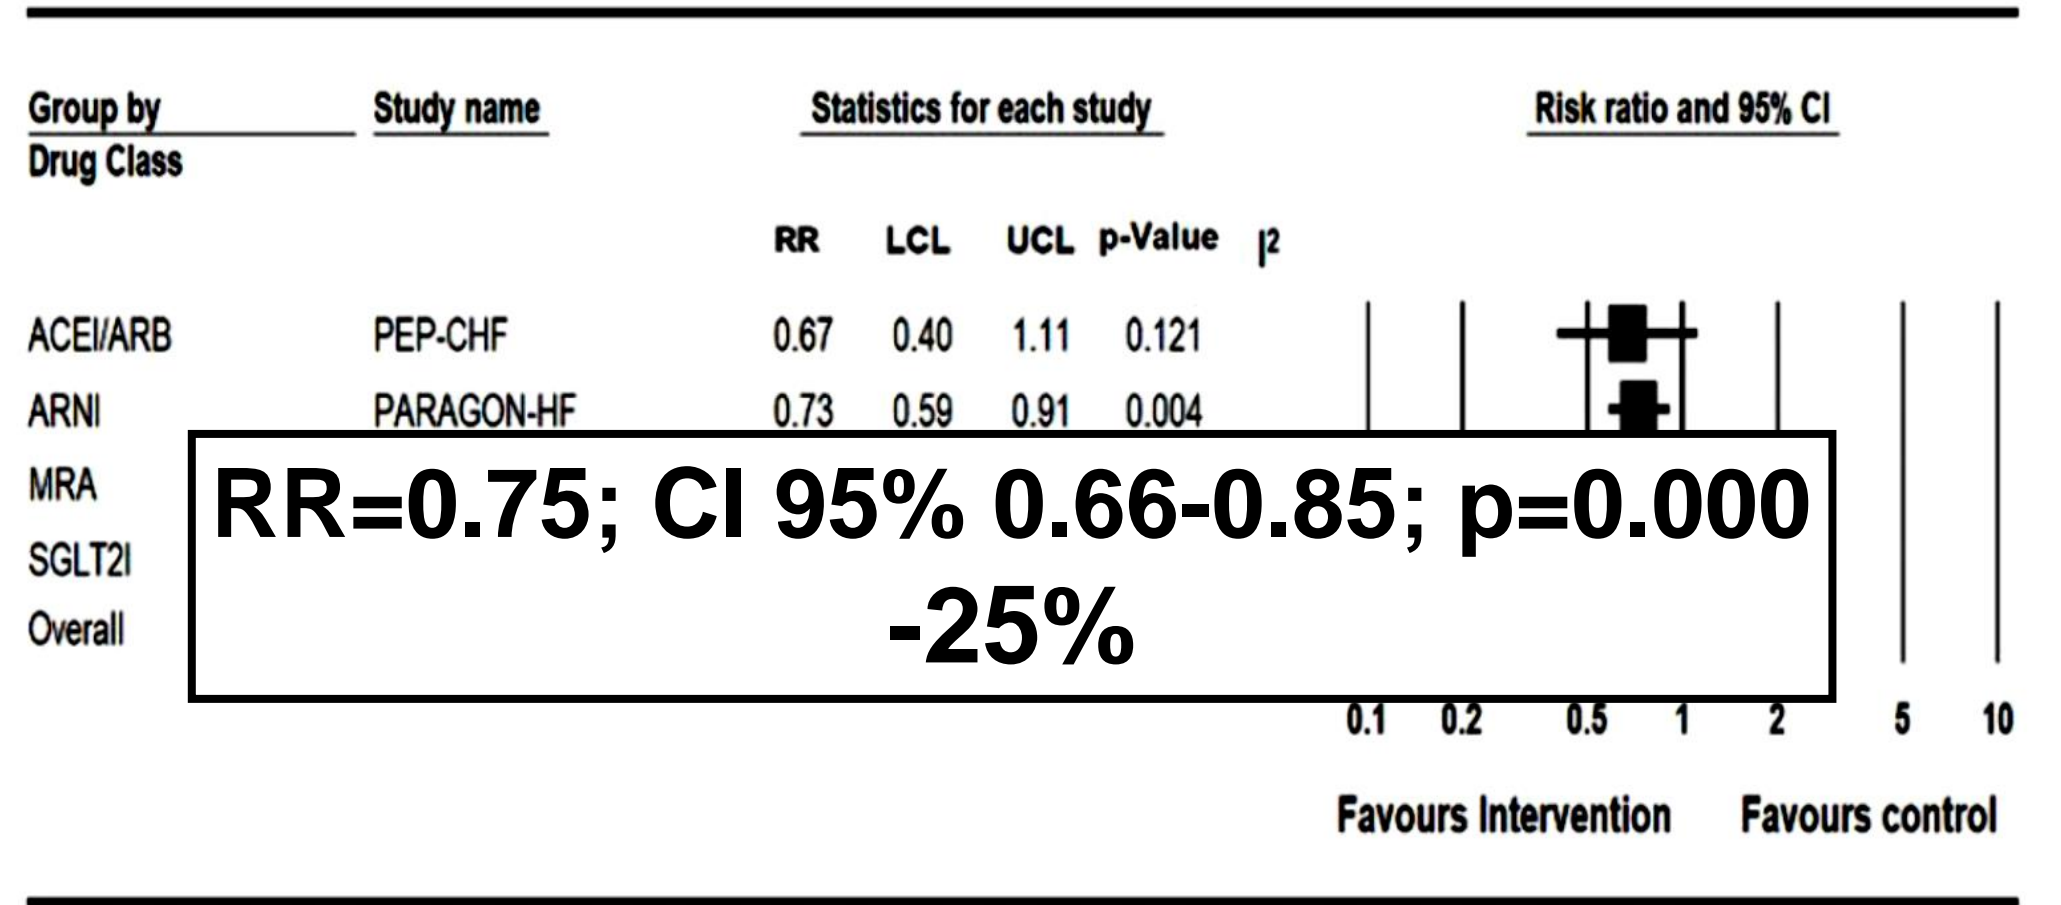 Group by Study name Statistics for each study Risk ratio and 95% CI
Drug Class
RR LCL UCL p-Value I²
ACEI/ARB PEP-CHF 0.67 0.40 1.11 0.121
ARNI PARAGON-HF 0.73 0.59 0.91 0.004
MRA
SGLT2I
Overall
RR=0.75; CI 95% 0.66-0.85; p=0.000
-25%
0.1 0.2 0.5 1 2 5 10
Favours Intervention Favours control